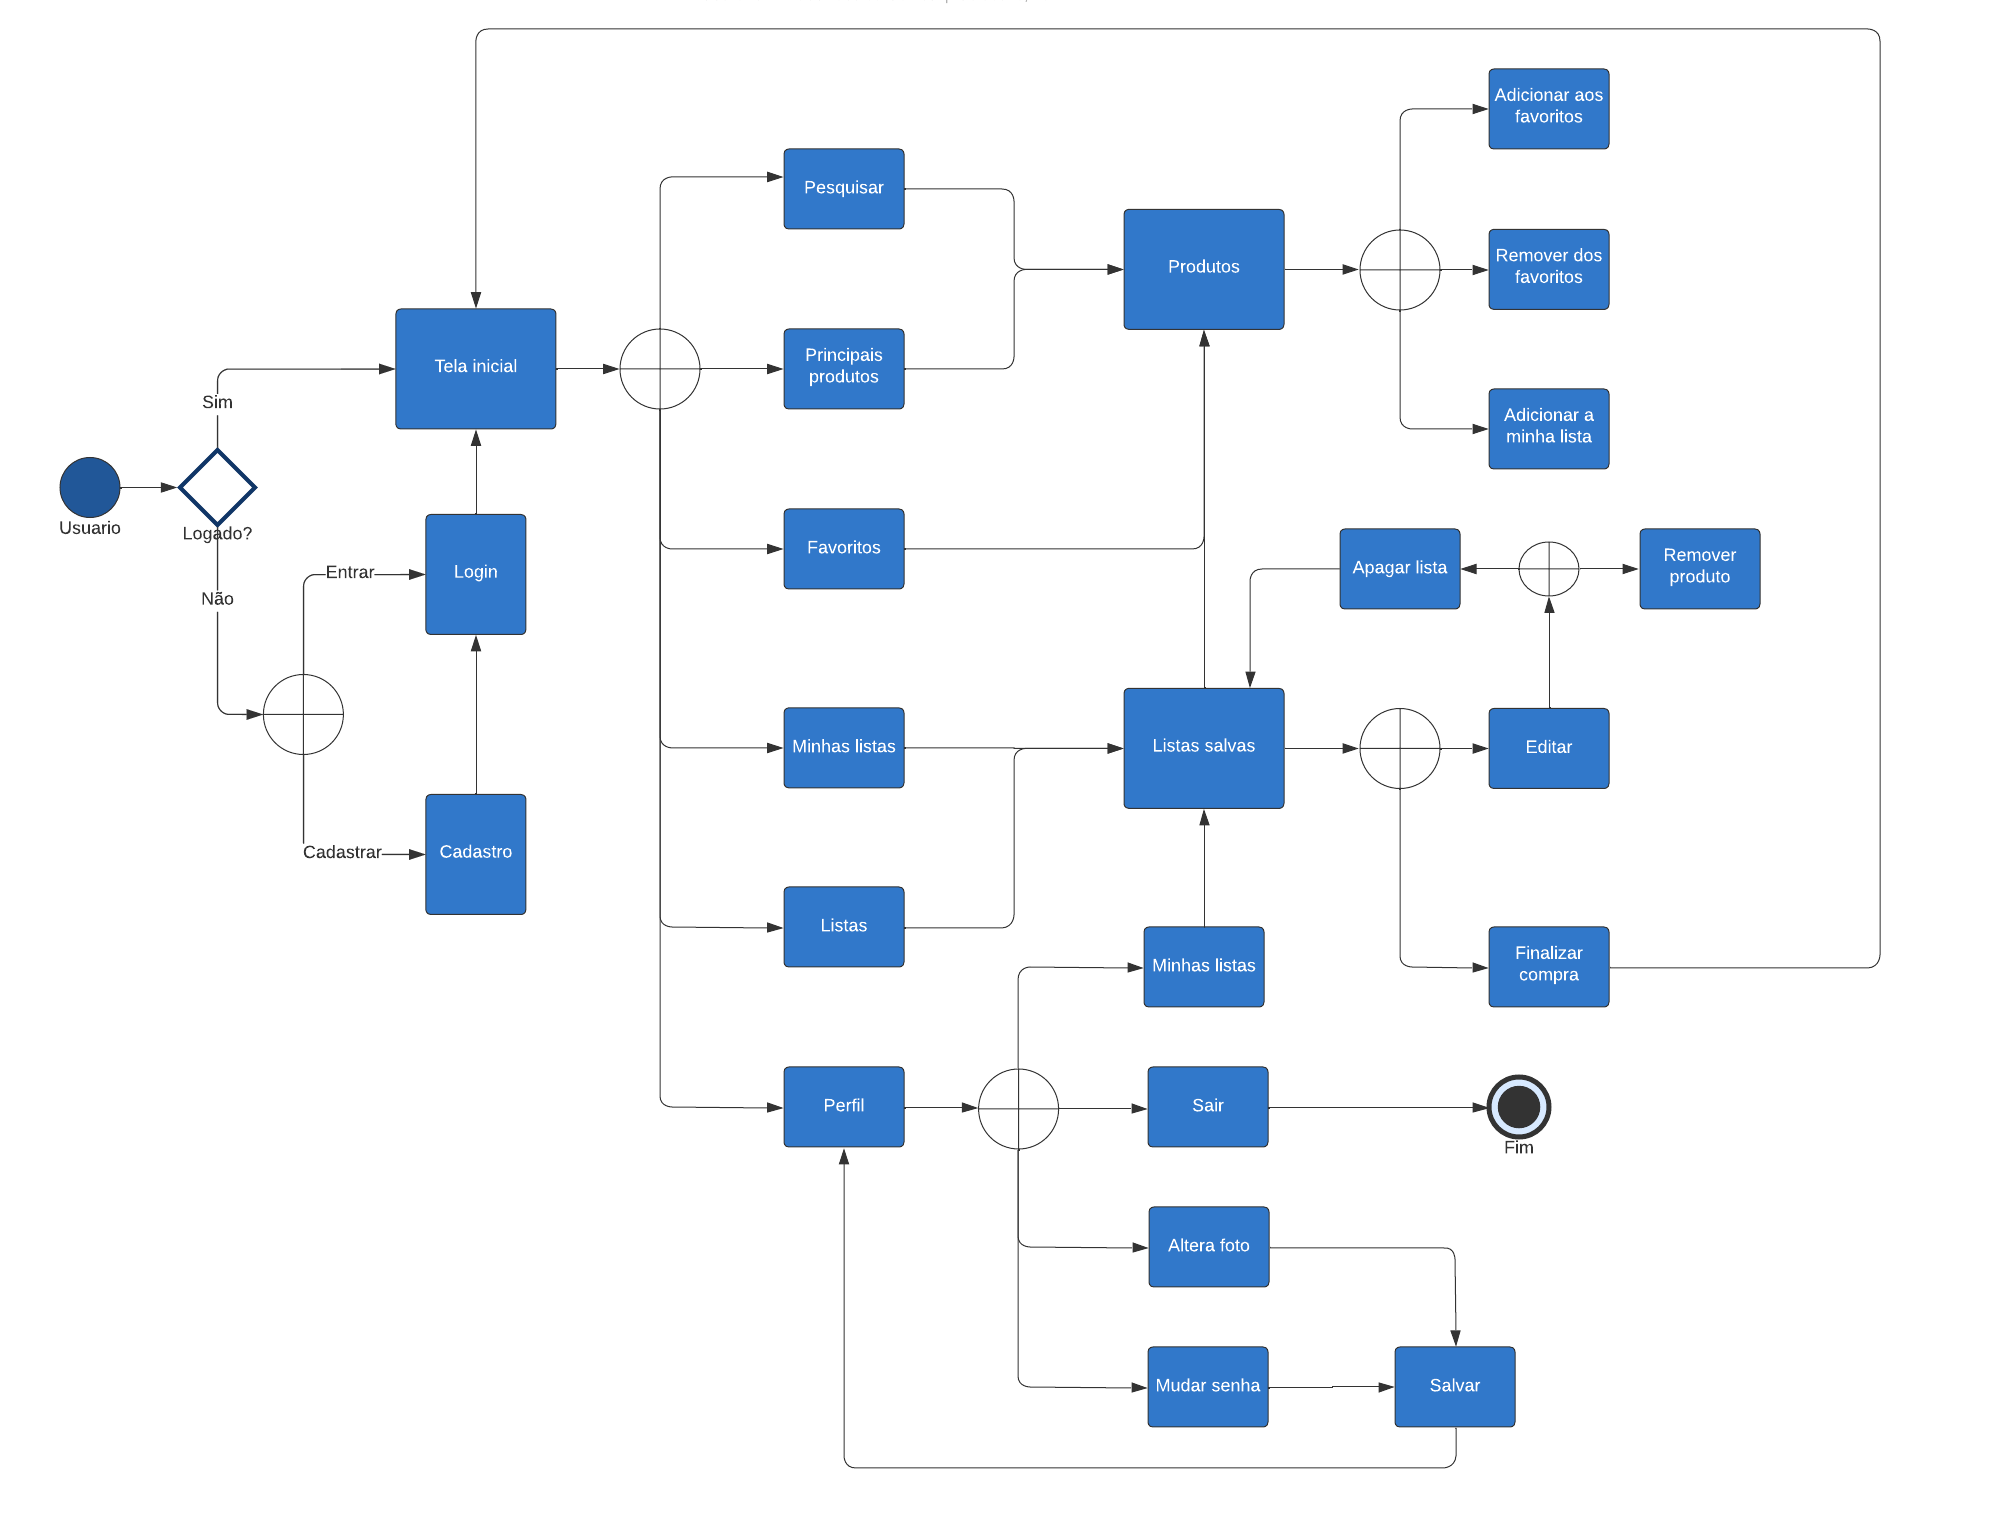 Adicionar aos
favoritos
Pesquisar
Produtos
Remover dos
favoritos
Tela inicial
Principais
produtos
Sim
Adicionar a
minha lista
Usuario
Logado?
Entrar
Login
Não
Favoritos
Apagar lista
Remover
produto
Minhas listas
Listas salvas
Editar
Cadastrar
Cadastro
Listas
Minhas listas
Finalizar
compra
Perfil
Sair
Fim
Altera foto
Mudar senha
Salvar